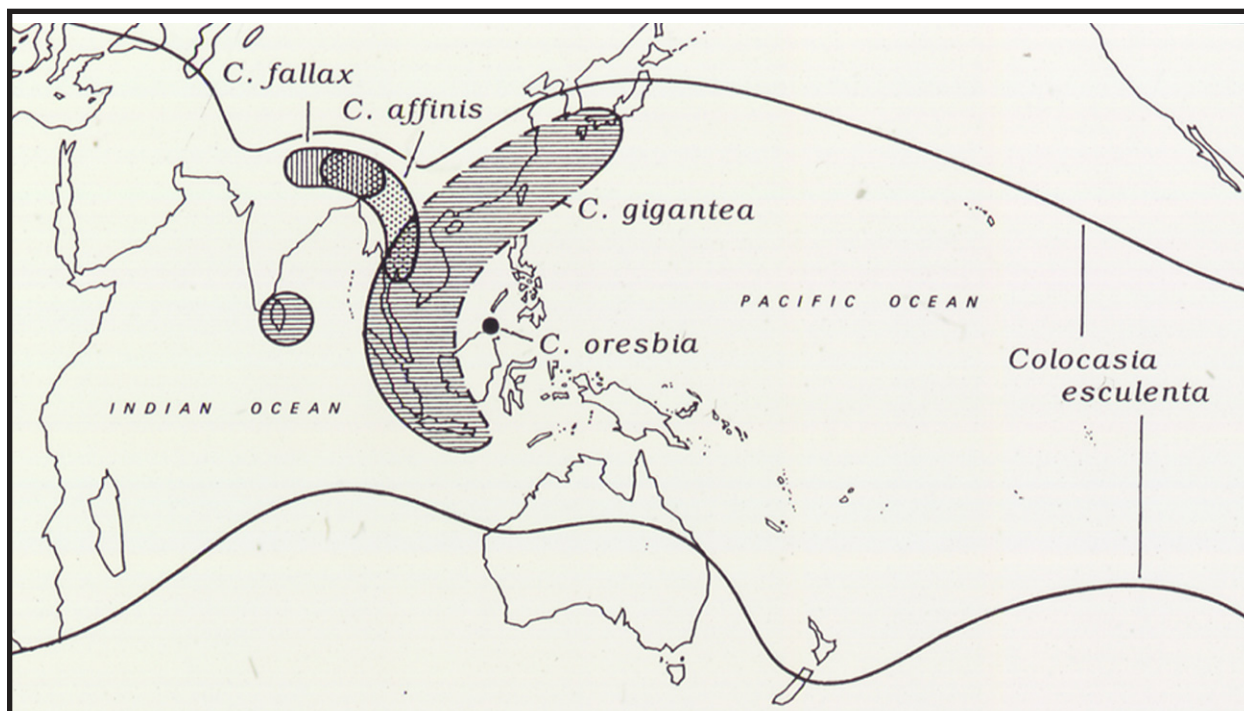 C. fallax
C. affinis
C. gigantea
PACIFIC OCEAN
C. oresbia
Colocasia
esculenta
INDIAN OCEAN